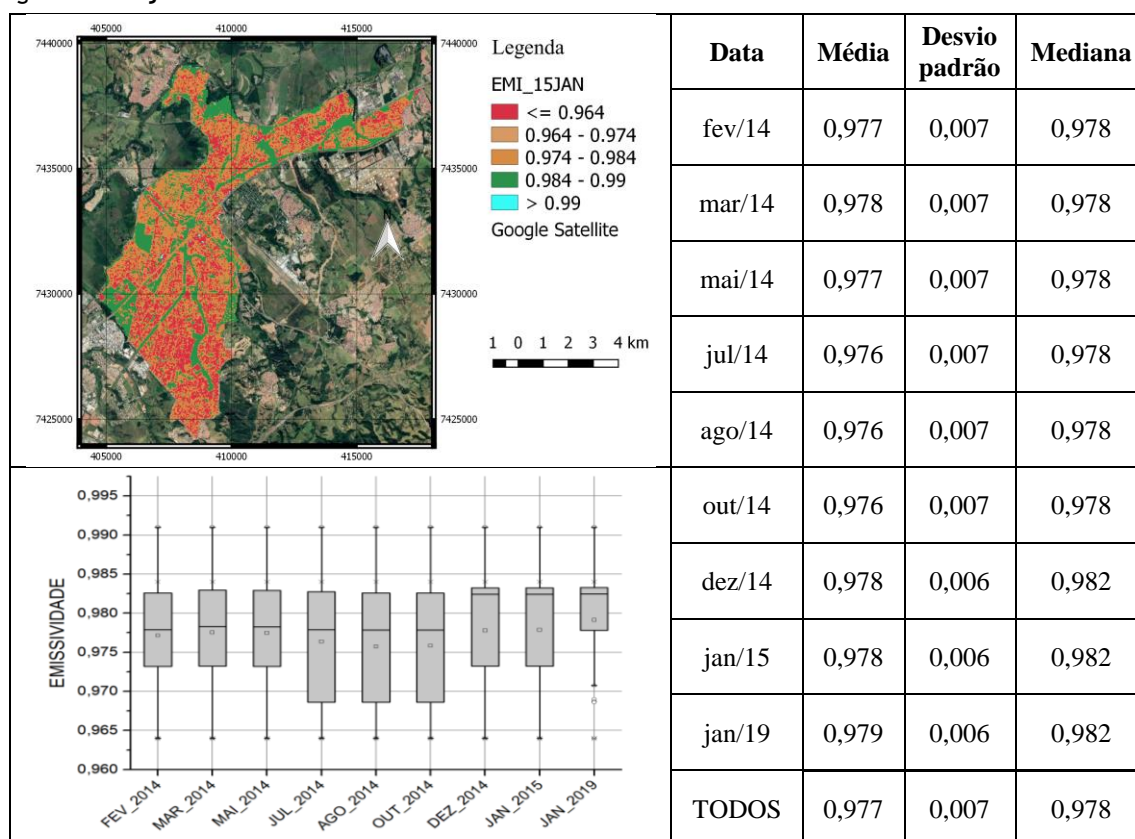 405000 410000 415000
7440000 7440000
7435000 7435000
7430000 7430000
7425000 7425000
405000 410000 415000
Legenda
EMI_15JAN
<= 0.964
0.964 - 0.974
0.974 - 0.984
0.984 - 0.99
> 0.99
Google Satellite
1 0 1 2 3 4 km
Data Média Desvio padrão Mediana
fev/14 0,977 0,007 0,978
mar/14 0,978 0,007 0,978
mai/14 0,977 0,007 0,978
jul/14 0,976 0,007 0,978
ago/14 0,976 0,007 0,978
out/14 0,976 0,007 0,978
dez/14 0,978 0,006 0,982
jan/15 0,978 0,006 0,982
jan/19 0,979 0,006 0,982
TODOS 0,977 0,007 0,978
EMISSIVIDADE
0,995
0,990
0,985
0,980
0,975
0,970
0,965
0,960
FEV_2014 MAR_2014 MAI_2014 JUL_2014 AGO_2014 OUT_2014 DEZ_2014 JAN_2015 JAN_2019